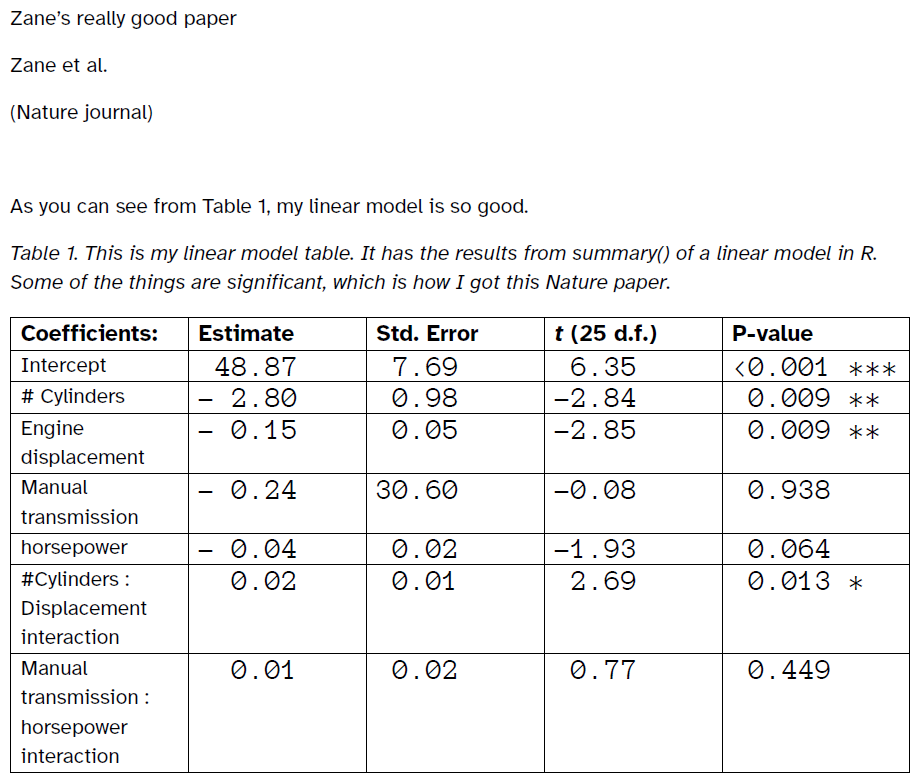 Zane’s really good paper
Zane et al.
(Nature journal)
As you can see from Table 1, my linear model is so good.
Table 1. This is my linear model table. It has the results from summary() of a linear model in R.
Some of the things are significant, which is how I got this Nature paper.
Coefficients: Estimate Std. Error t (25 d.f.) P-value
Intercept 48.87 7.69 6.35 <0.001 ***
# Cylinders – 2.80 0.98 –2.84 0.009 **
Engine – 0.15 0.05 –2.85 0.009 **
displacement
Manual – 0.24 30.60 –0.08 0.938
transmission
horsepower – 0.04 0.02 –1.93 0.064
#Cylinders : 0.02 0.01 2.69 0.013 *
Displacement
interaction
Manual 0.01 0.02 0.77 0.449
transmission :
horsepower
interaction